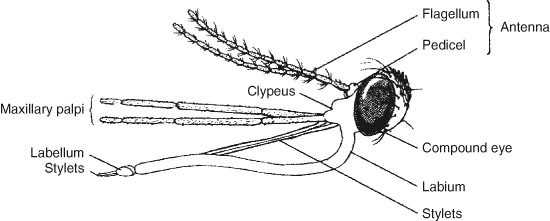 Flagellum
Antenna
Pedicel
Clypeus
Maxillary palpi
Labellum
Stylets
Compound eye
Labium
Stylets